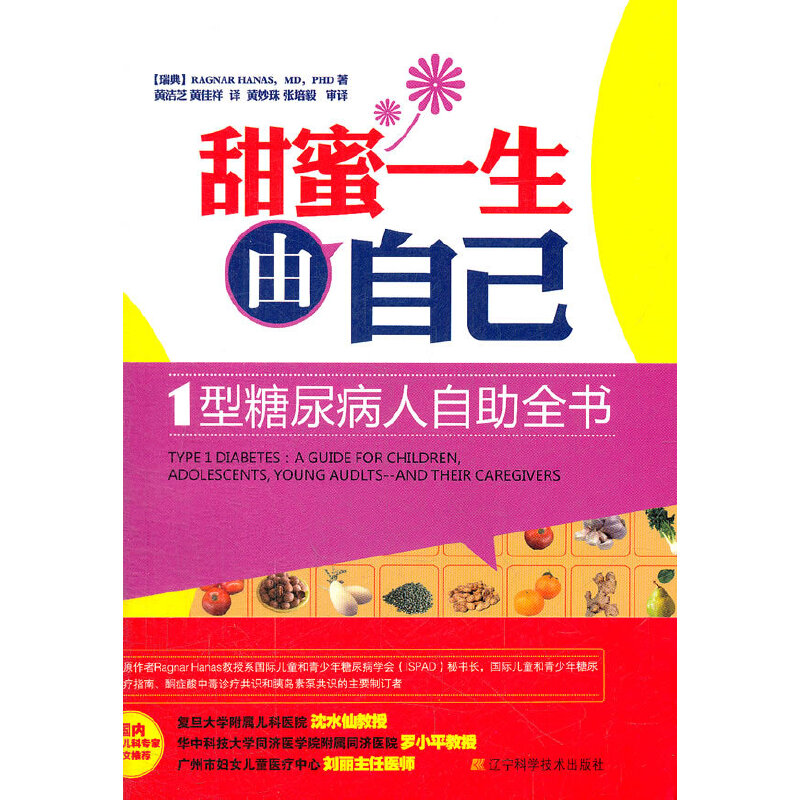 【瑞典】RAGNAR HANAS, MD, PHD 著
黄洁芝 黄佳祥 译 黄妙珠 张培毅 审译
甜蜜一生
由自己
1型糖尿病人自助全书
TYPE 1 DIABETES : A GUIDE FOR CHILDREN,
ADOLESCENTS, YOUNG AUDLTS--AND THEIR CAREGIVERS
原作者Ragnar Hanas教授系国际儿童和青少年糖尿病学会（ISPAD）秘书长，国际儿童和青少年糖尿
疗指南、酮症酸中毒诊疗共识和胰岛素泵共识的主要制订者
国内
儿科专家
文推荐
复旦大学附属儿科医院 沈水仙教授
华中科技大学同济医学院附属同济医院 罗小平教授
广州市妇女儿童医疗中心 刘丽主任医师
辽宁科学技术出版社